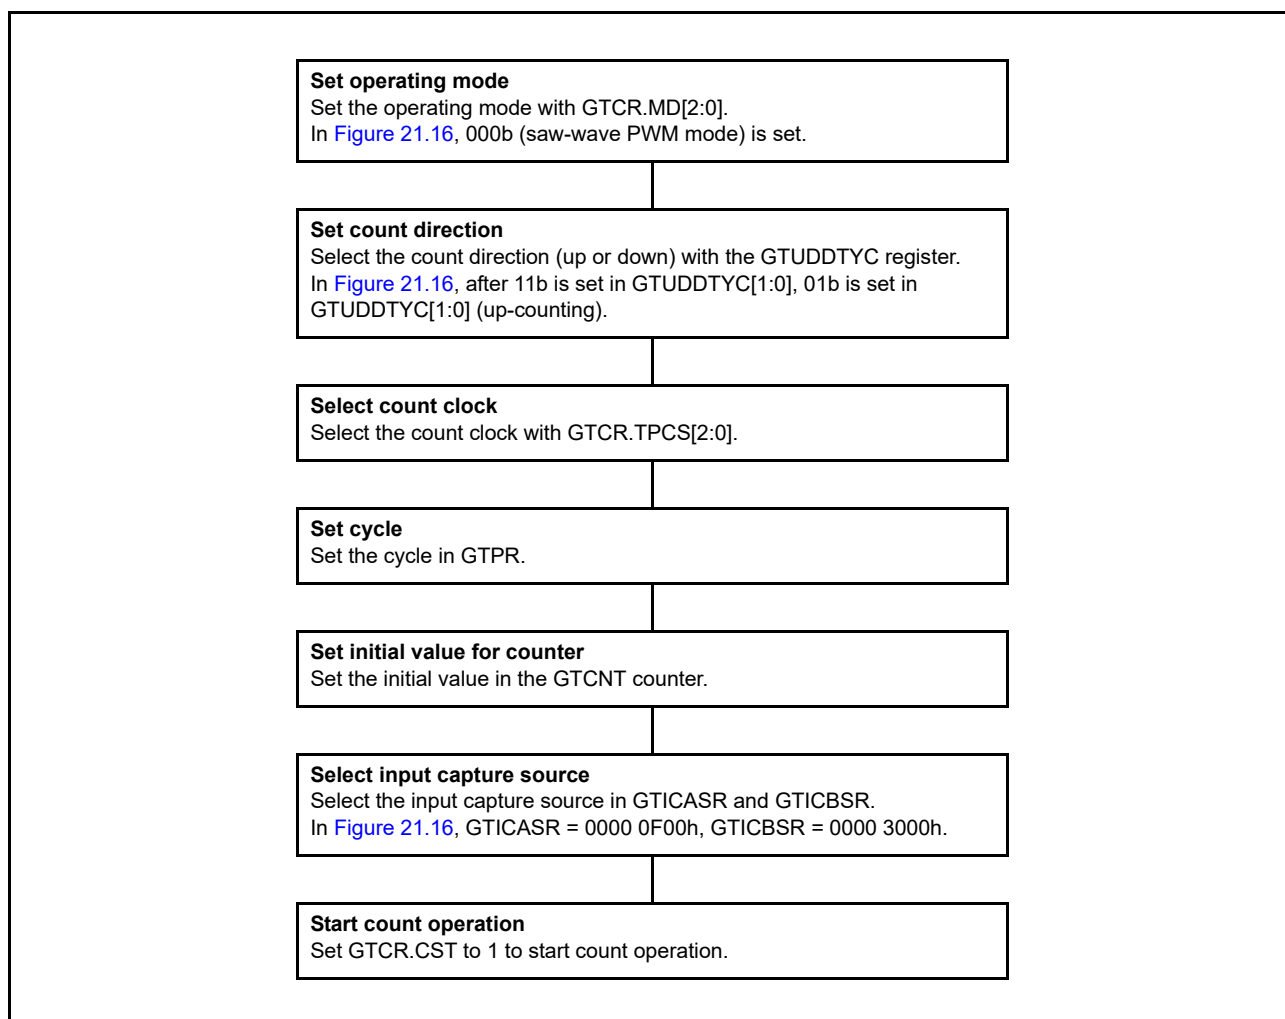 Set operating mode
Set the operating mode with GTCR.MD[2:0].
In Figure 21.16, 000b (saw-wave PWM mode) is set.
Set count direction
Select the count direction (up or down) with the GTUDDTYC register.
In Figure 21.16, after 11b is set in GTUDDTYC[1:0], 01b is set in
GTUDDTYC[1:0] (up-counting).
Select count clock
Select the count clock with GTCR.TPCS[2:0].
Set cycle
Set the cycle in GTPR.
Set initial value for counter
Set the initial value in the GTCNT counter.
Select input capture source
Select the input capture source in GTICASR and GTICBSR.
In Figure 21.16, GTICASR = 0000 0F00h, GTICBSR = 0000 3000h.
Start count operation
Set GTCR.CST to 1 to start count operation.